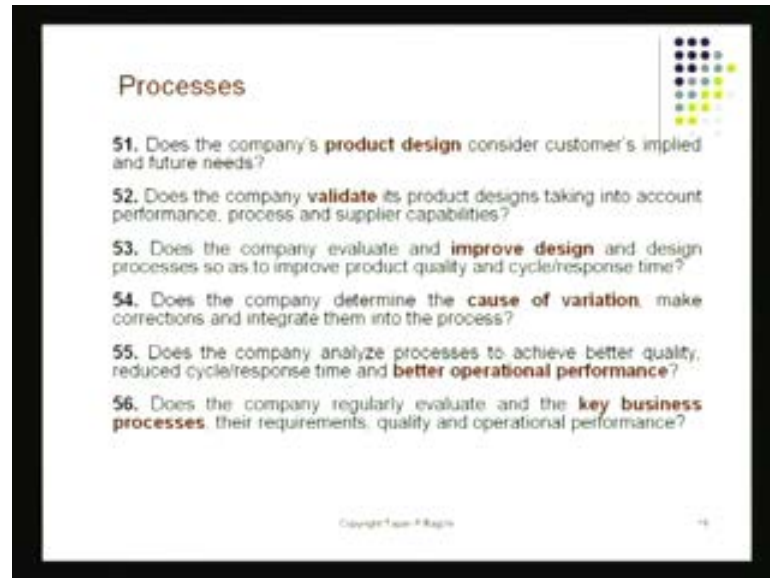 Processes
51. Does the company's product design consider customer's implied
and future needs?
52. Does the company validate its product designs taking into account
performance, process and supplier capabilities?
53. Does the company evaluate and improve design and design
processes so as to improve product quality and cycle/response time?
54. Does the company determine the cause of variation, make
corrections and integrate them into the process?
55. Does the company analyze processes to achieve better quality,
reduced cycle/response time and better operational performance?
56. Does the company regularly evaluate and the key business
processes, their requirements, quality and operational performance?
Copyright